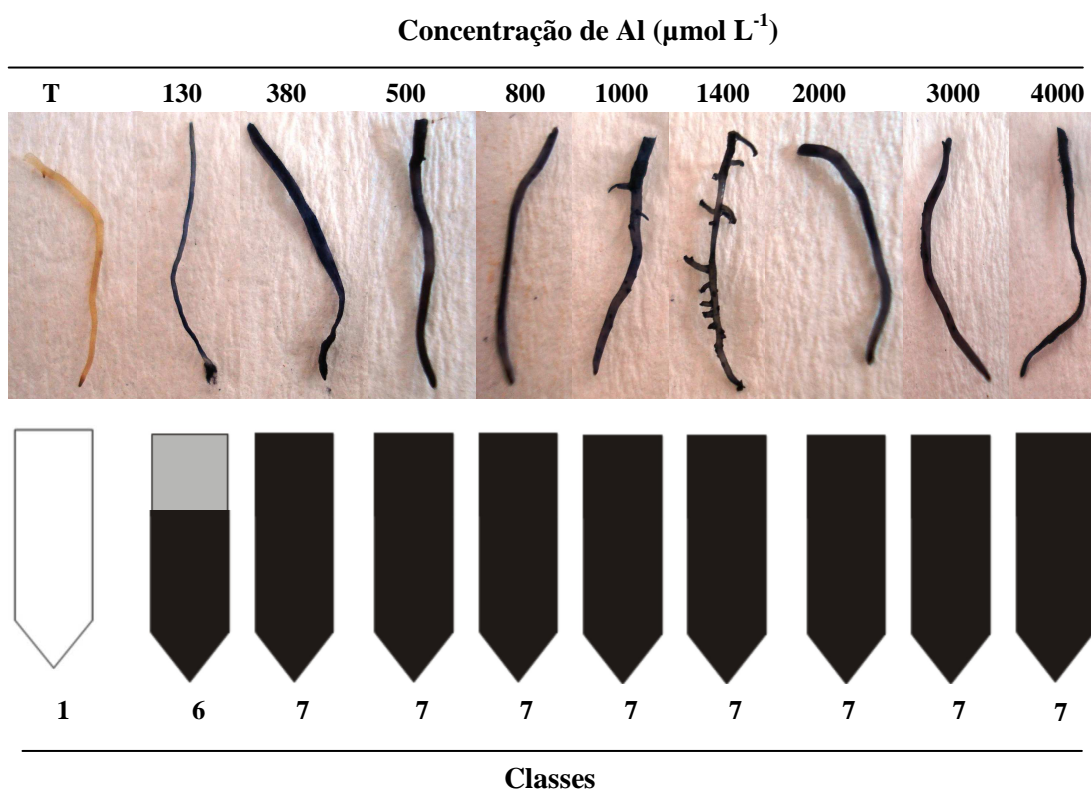 Concentração de Al (µmol L⁻¹)
T 130 380 500 800 1000 1400 2000 3000 4000
1 6 7 7 7 7 7 7 7 7
Classes